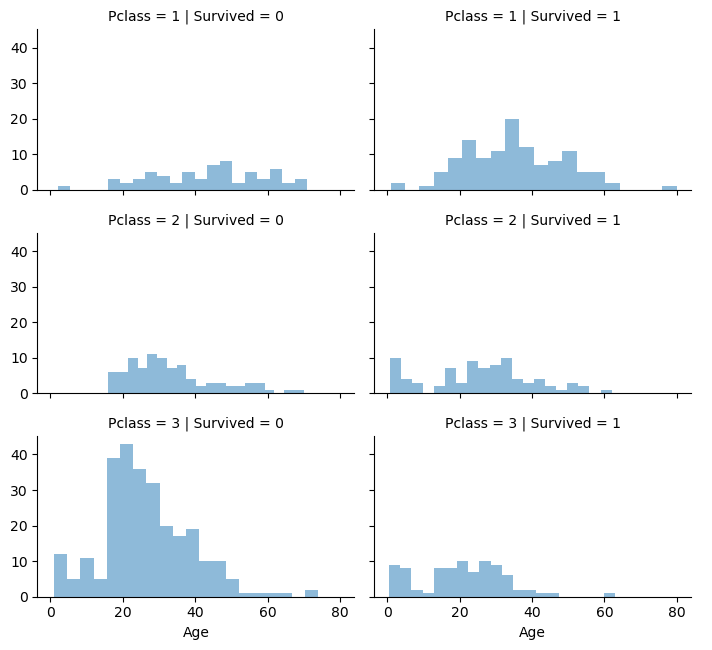 Pclass = 1 | Survived = 0
Pclass = 1 | Survived = 1
40
30
20
10
0
Pclass = 2 | Survived = 0
Pclass = 2 | Survived = 1
40
30
20
10
0
Pclass = 3 | Survived = 0
Pclass = 3 | Survived = 1
40
30
20
10
0
0 20 40 60 80
0 20 40 60 80
Age
Age